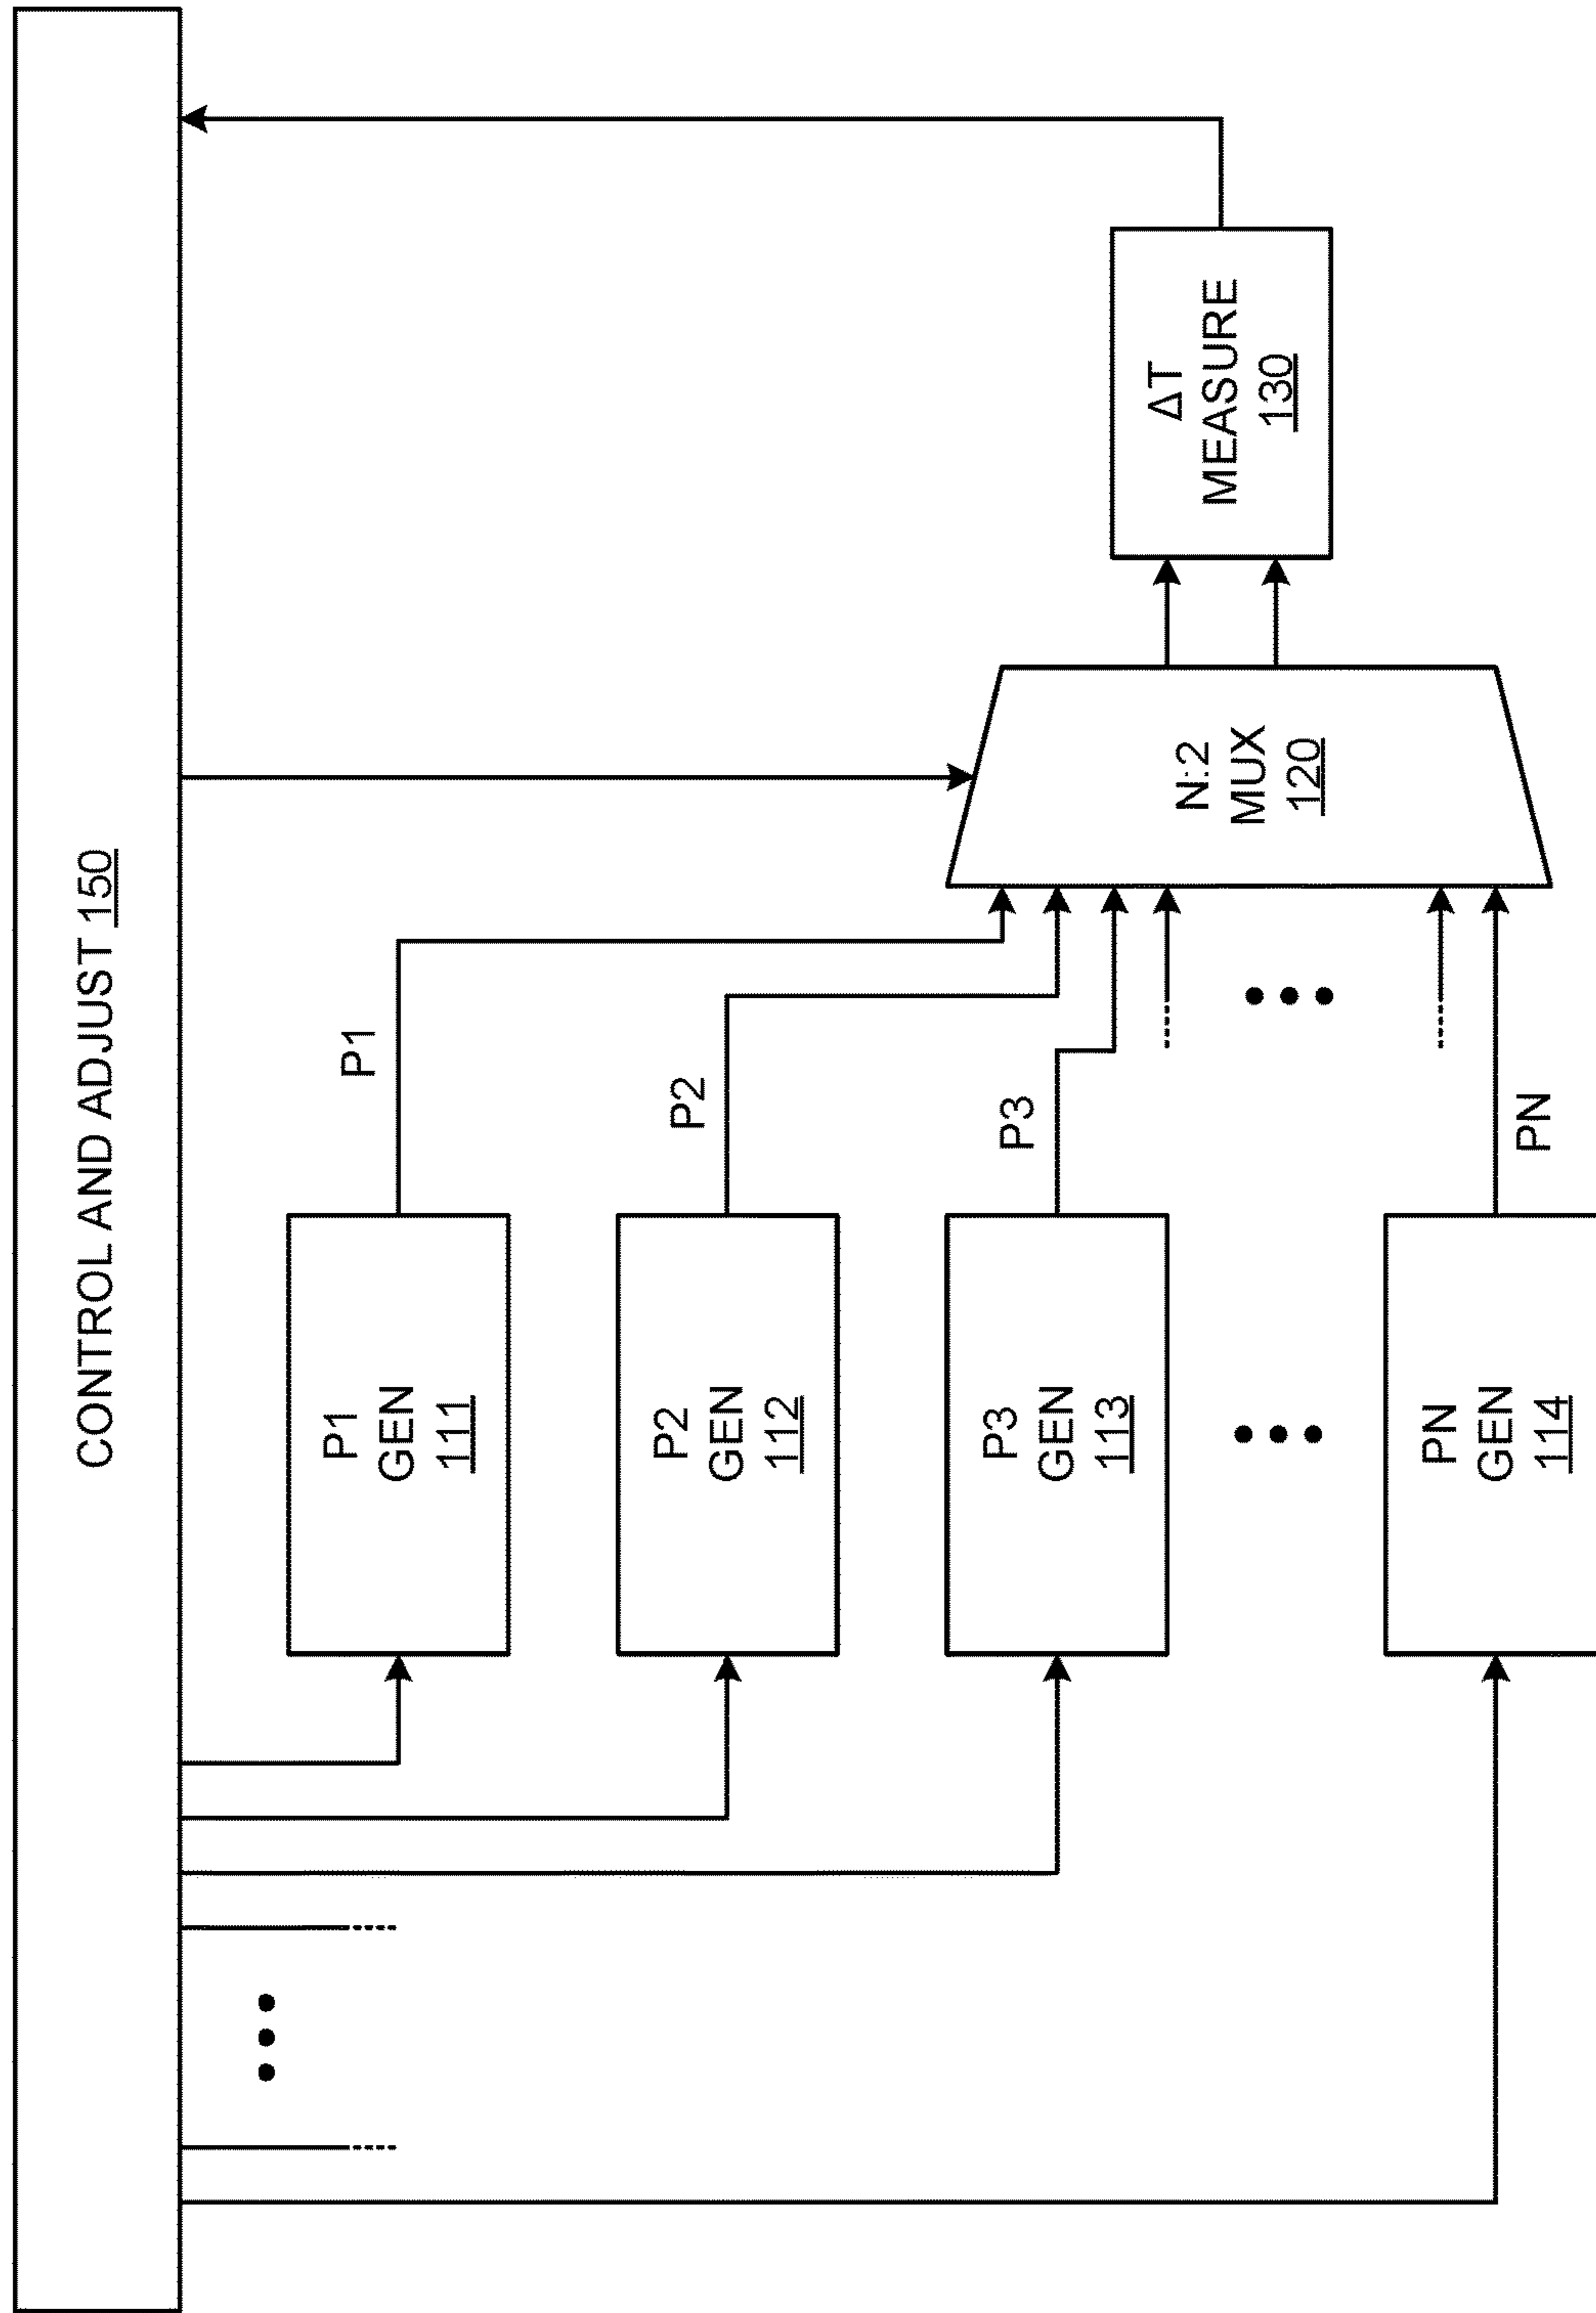 CONTROL AND ADJUST 150
P1
GEN
111
P1
P2
GEN
112
P2
P3
GEN
113
P3
PN
GEN
114
PN
N:2
MUX
120
ΔT
MEASURE
130